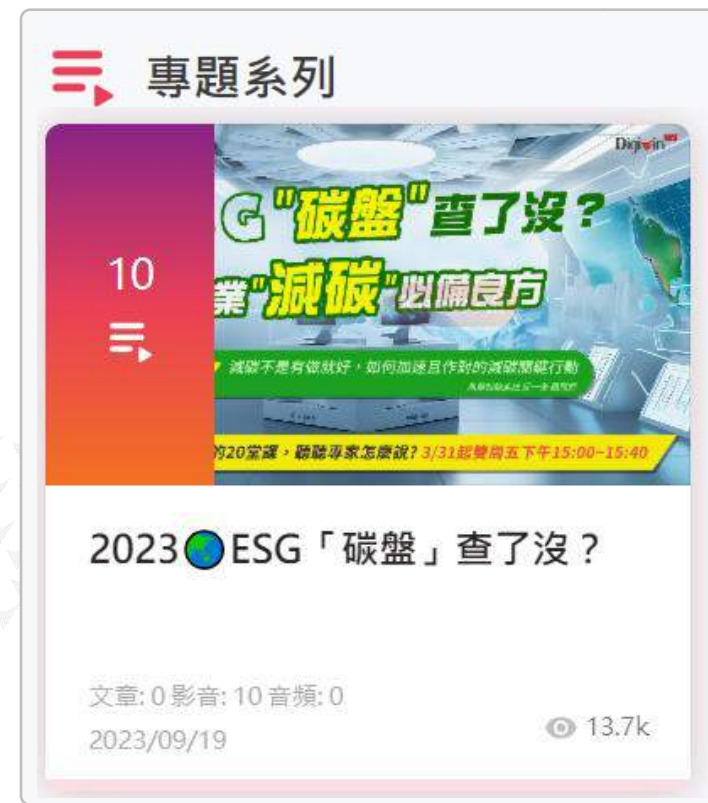 專題系列
Digiwin
10
G"碳盤"查了沒?
業"減碳"必備良方
減碳不是有做就好,如何加速且作對的減碳關鍵行動
的20堂課,聽聽專家怎麼說? 3/31起雙周五下午15:00~15:40
2023🌏ESG「碳盤」查了沒?
文章: 0 影音: 10 音頻: 0
2023/09/19
13.7k